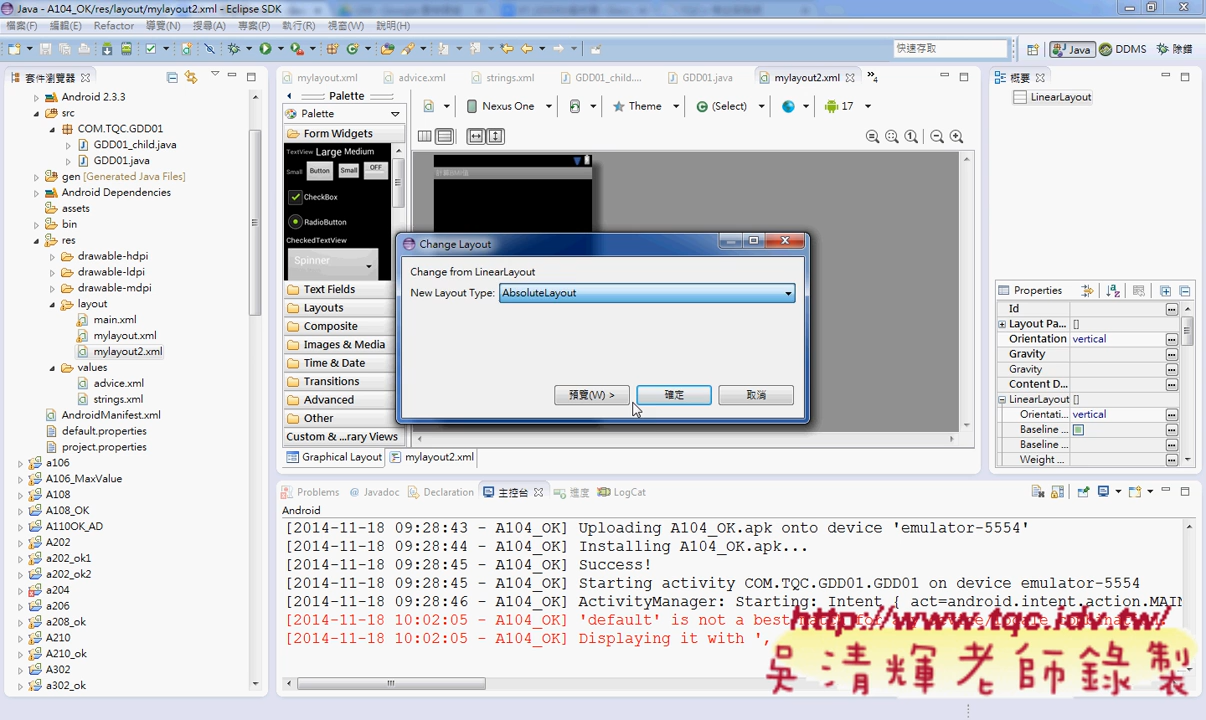 Java - A104_OK/res/layout/mylayout2.xml - Eclipse SDK
檔案(F) 編輯(E) Refactor 導覽(N) 搜尋(A) 專案(P) 執行(R) 視窗(W) 說明(H)
快速存取 Java DDMS 除錯
套件瀏覽器
Android 2.3.3
src
COM.TQC.GDD01
GDD01_child.java
GDD01.java
gen [Generated Java Files]
Android Dependencies
assets
bin
res
drawable-hdpi
drawable-ldpi
drawable-mdpi
layout
main.xml
mylayout.xml
mylayout2.xml
values
advice.xml
strings.xml
AndroidManifest.xml
default.properties
project.properties
a106
A106_MaxValue
A108
A108_OK
A110OK_AD
A202
a202_ok1
a202_ok2
a204
a206
a208_ok
A210
A210_ok
A302
a302_ok
mylayout.xml advice.xml strings.xml GDD01_child.... GDD01.java mylayout2.xml »4
Palette
Palette
Form Widgets
TextView Large Medium
Small Button Small OFF
CheckBox
RadioButton
CheckedTextView
Spinner
Text Fields
Layouts
Composite
Images & Media
Time & Date
Transitions
Advanced
Other
Custom & ...rary Views
Nexus One Theme (Select) 17
Change Layout
Change from LinearLayout
New Layout Type: AbsoluteLayout
預覽(W) > 確定 取消
Graphical Layout mylayout2.xml
概要
LinearLayout
Properties
Id
Layout Pa... []
Orientation vertical
Gravity
Gravity
Content D...
LinearLayout []
Orientati... vertical
Baseline ...
Baseline ...
Weight ...
Problems Javadoc Declaration 主控台 進度 LogCat
Android
[2014-11-18 09:28:43 - A104_OK] Uploading A104_OK.apk onto device 'emulator-5554'
[2014-11-18 09:28:44 - A104_OK] Installing A104_OK.apk...
[2014-11-18 09:28:45 - A104_OK] Success!
[2014-11-18 09:28:45 - A104_OK] Starting activity COM.TQC.GDD01.GDD01 on device emulator-5554
[2014-11-18 09:28:46 - A104_OK] ActivityManager: Starting: Intent { act=android.intent.action.MAIN
[2014-11-18 10:02:05 - A104_OK] 'default' is not a best match for any device/locale combination.
[2014-11-18 10:02:05 - A104_OK] Displaying it with ',
http://www.tqc.idv.tw/
吳清輝老師錄製